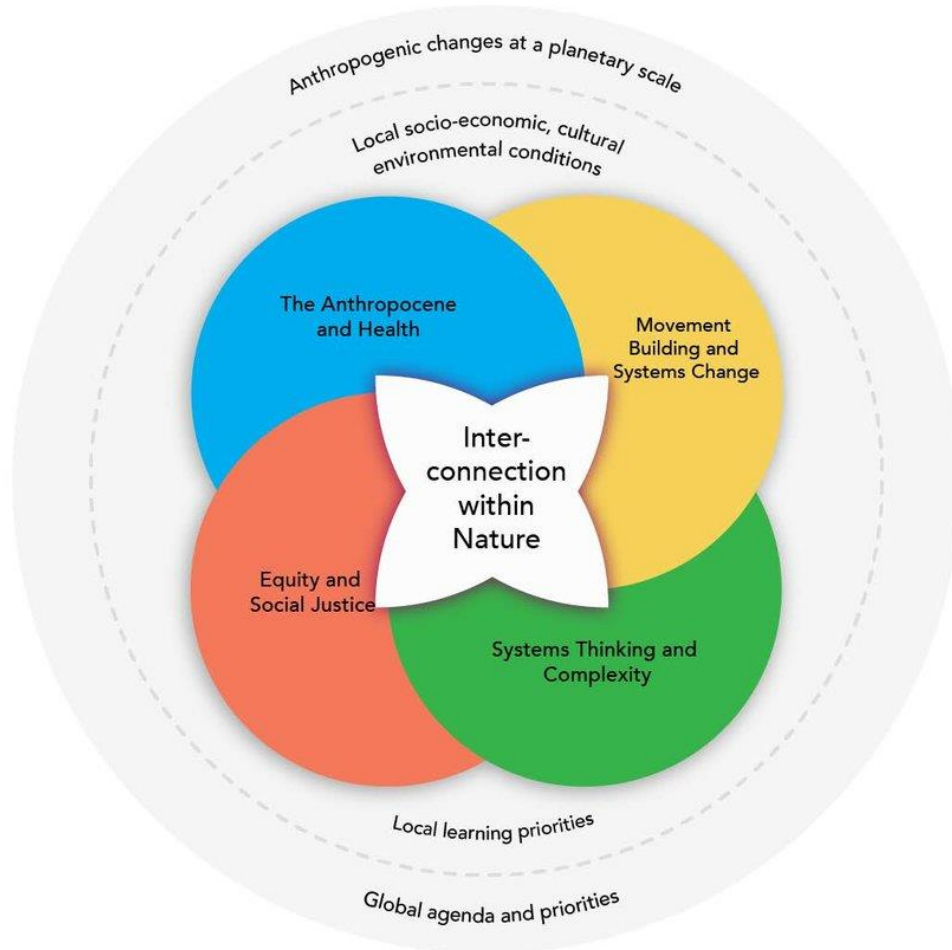 Anthropogenic changes at a planetary scale
Local socio-economic, cultural
environmental conditions
The Anthropocene
and Health
Movement
Building and
Systems Change
Inter-
connection
within
Nature
Equity and
Social Justice
Systems Thinking and
Complexity
Local learning priorities
Global agenda and priorities